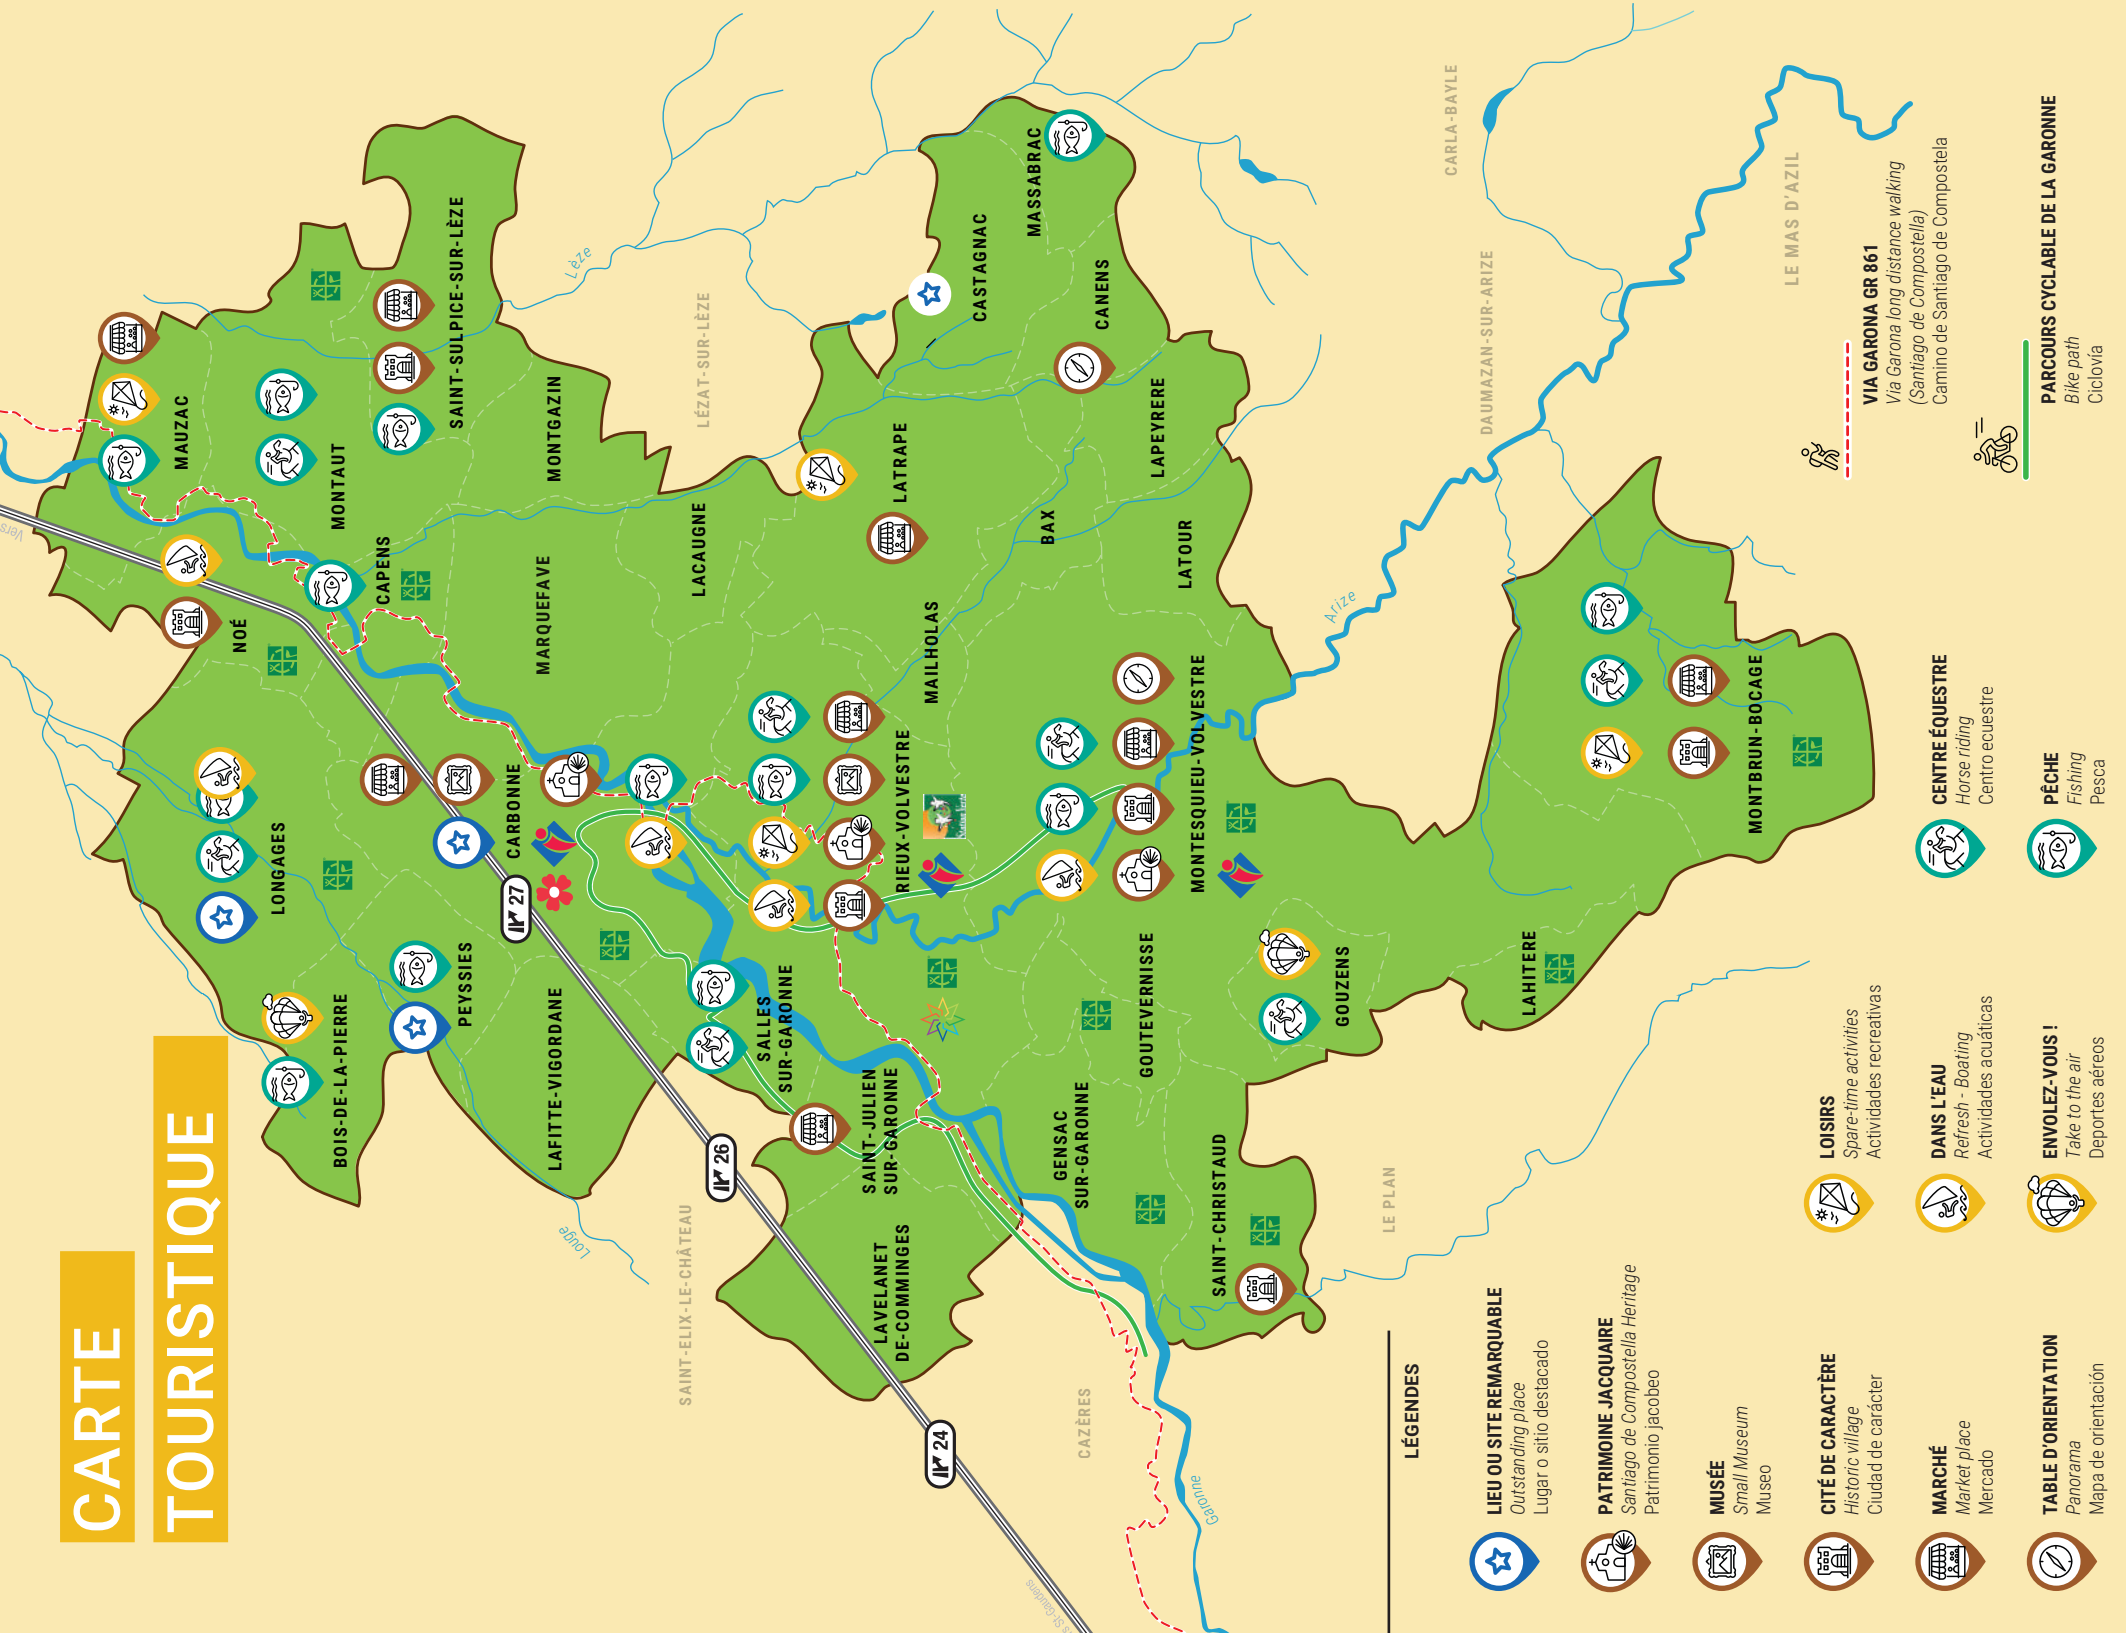 CARTE
TOURISTIQUE
MAUZAC
MONTAUT
SAINT-SULPICE-SUR-LÈZE
MONTGAZIN
CAPENS
NOÉ
MARQUEFAVE
LACAUGNE
Lèze
LÉZAT-SUR-LÈZE
LATRAPE
CASTAGNAC
MASSABRAC
CANENS
LAPEYRERE
BAX
LATOUR
MAILHOLAS
LONGAGES
CARBONNE
27
PEYSSIES
BOIS-DE-LA-PIERRE
LAFITTE-VIGORDANE
Louge
RIEUX-VOLVESTRE
Station Verte
SALLES
SUR-GARONNE
SAINT-JULIEN
SUR-GARONNE
26
SAINT-ELIX-LE-CHÂTEAU
LAVELANET
DE-COMMINGES
24
GENSAC
SUR-GARONNE
GOUTEVERNISSE
MONTESQUIEU-VOLVESTRE
GOUZENS
LAHITERE
MONTBRUN-BOCAGE
SAINT-CHRISTAUD
LE PLAN
CAZÈRES
Garonne
Vers
St-Gaudens
Arize
DAUMAZAN-SUR-ARIZE
CARLA-BAYLE
LE MAS D'AZIL
LÉGENDES
LIEU OU SITE REMARQUABLE
Outstanding place
Lugar o sitio destacado
PATRIMOINE JACQUAIRE
Santiago de Compostella Heritage
Patrimonio jacobeo
MUSÉE
Small Museum
Museo
CITÉ DE CARACTÈRE
Historic village
Ciudad de carácter
MARCHÉ
Market place
Mercado
TABLE D'ORIENTATION
Panorama
Mapa de orientación
LOISIRS
Spare-time activities
Actividades recreativas
DANS L'EAU
Refresh - Boating
Actividades acuáticas
ENVOLEZ-VOUS !
Take to the air
Deportes aéreos
CENTRE ÉQUESTRE
Horse riding
Centro ecuestre
PÊCHE
Fishing
Pesca
VIA GARONA GR 861
Via Garona long distance walking
(Santiago de Compostella)
Camino de Santiago de Compostela
PARCOURS CYCLABLE DE LA GARONNE
Bike path
Ciclovía